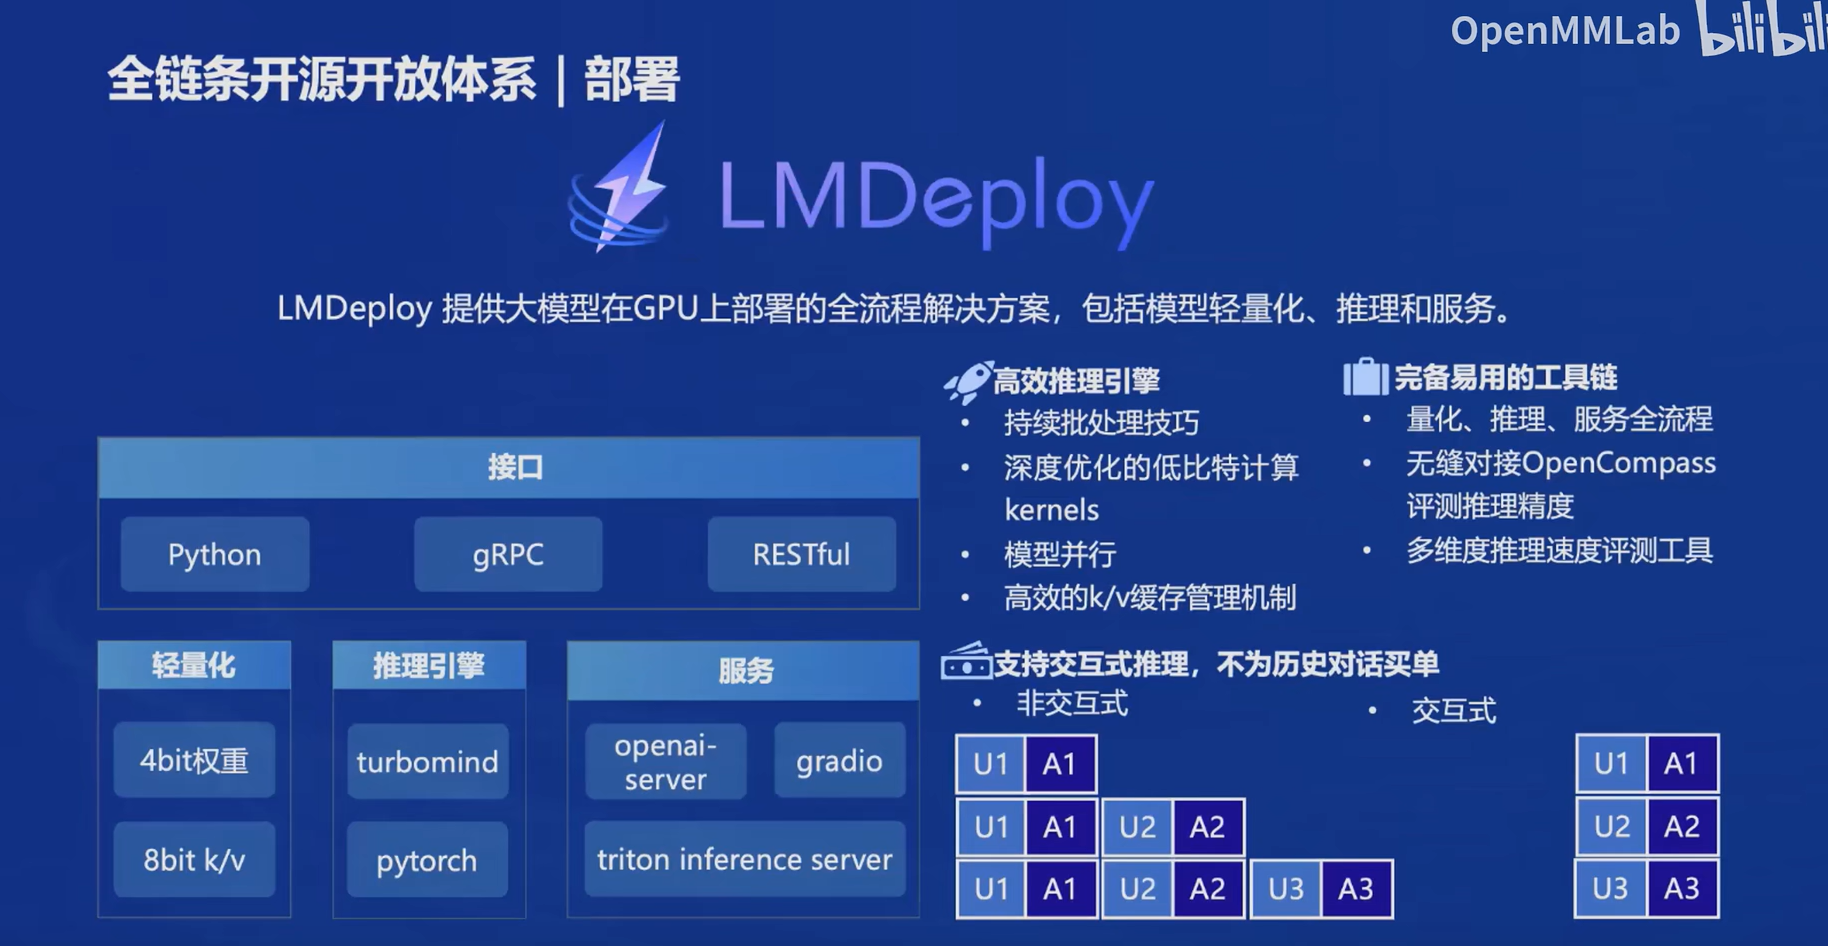 OpenMMLab bilibili
全链条开源开放体系 | 部署
LMDeploy
LMDeploy 提供大模型在GPU上部署的全流程解决方案，包括模型轻量化、推理和服务。
接口
Python gRPC RESTful
轻量化
4bit权重
8bit k/v
推理引擎
turbomind
pytorch
服务
openai-
server
gradio
triton inference server
高效推理引擎
• 持续批处理技巧
• 深度优化的低比特计算
kernels
• 模型并行
• 高效的k/v缓存管理机制
完备易用的工具链
• 量化、推理、服务全流程
• 无缝对接OpenCompass
评测推理精度
• 多维度推理速度评测工具
支持交互式推理，不为历史对话买单
• 非交互式
U1 A1
U1 A1 U2 A2
U1 A1 U2 A2 U3 A3
• 交互式
U1 A1
U2 A2
U3 A3